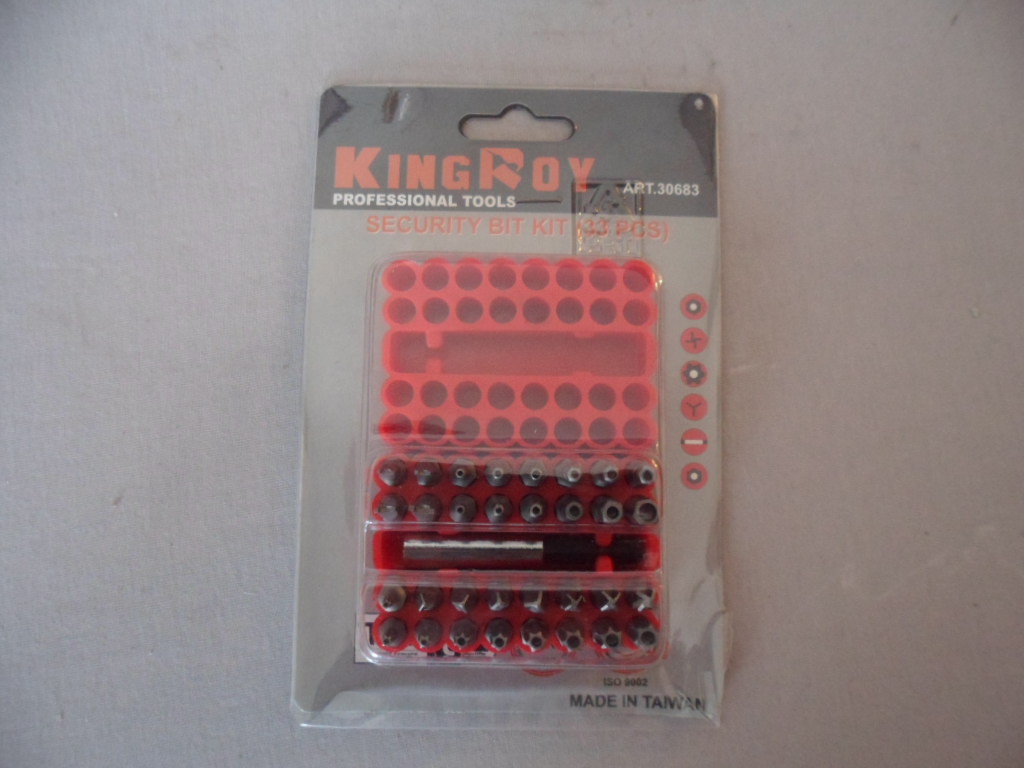 KINGROY
PROFESSIONAL TOOLS
ART.30683
SECURITY BIT KIT (33 PCS)
ISO 9002
MADE IN TAIWAN